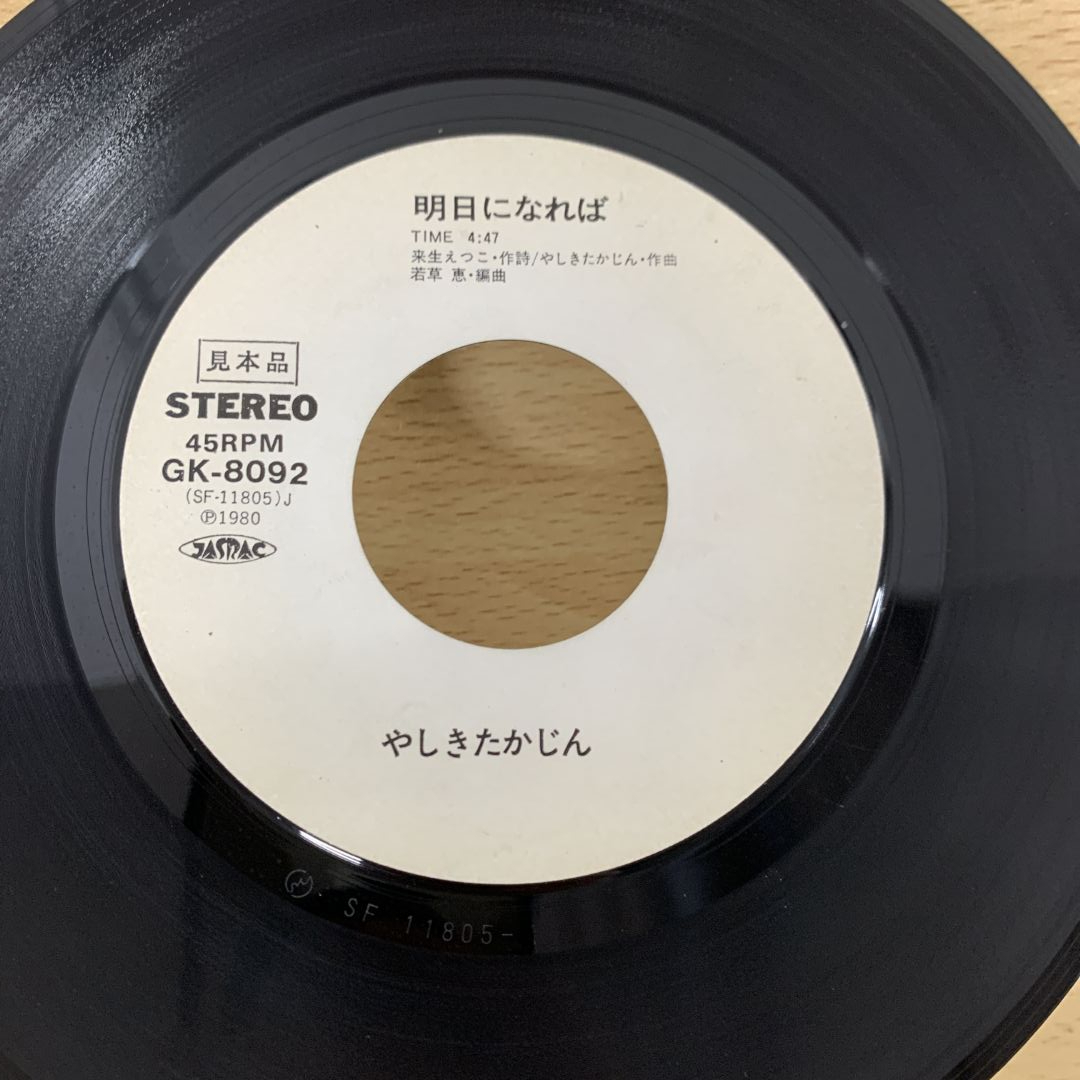 明日になれば
TIME 4:47
来生えつこ・作詩/やしきたかじん・作曲
若草 恵・編曲
見本品
STEREO
45RPM
GK-8092
(SF-11805)J
℗1980
JASRAC
やしきたかじん
SF 11805-